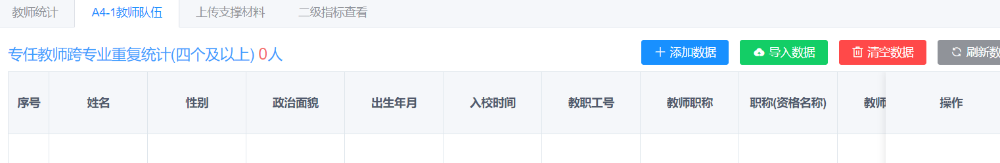 教师统计 A4-1教师队伍 上传支撑材料 二级指标查看
专任教师跨专业重复统计(四个及以上) 0人 添加数据 导入数据 清空数据 刷新数
序号 姓名 性别 政治面貌 出生年月 入校时间 教职工号 教师职称 职称(资格名称) 教师 操作